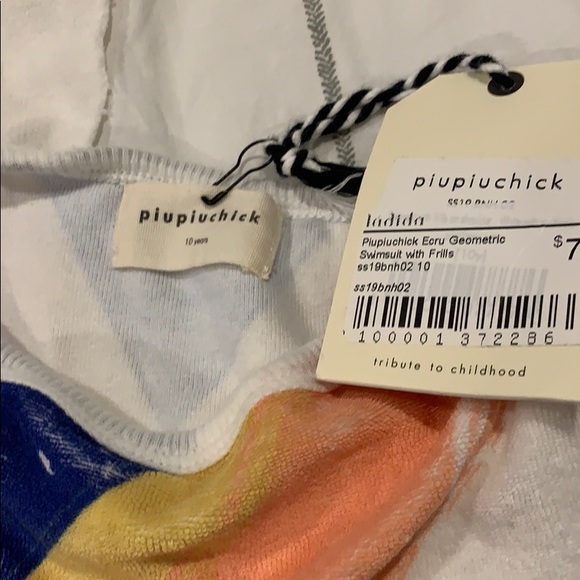 piupiuchick
10 years
piupiuchick
ladida
Piupiuchick Ecru Geometric
Swimsuit with Frills
ss19bnh02 10
$7
ss19bnh02
100001 372286
tribute to childhood